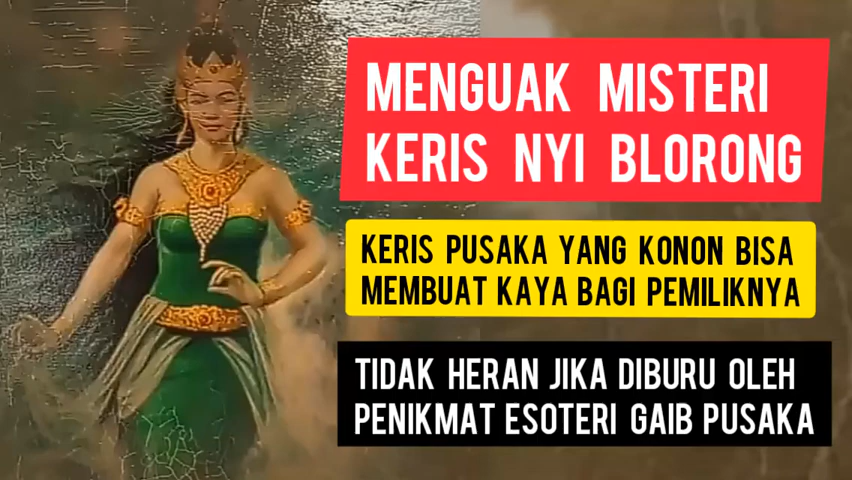 MENGUAK MISTERI
KERIS NYI BLORONG
KERIS PUSAKA YANG KONON BISA
MEMBUAT KAYA BAGI PEMILIKNYA
TIDAK HERAN JIKA DIBURU OLEH
PENIKMAT ESOTERI GAIB PUSAKA